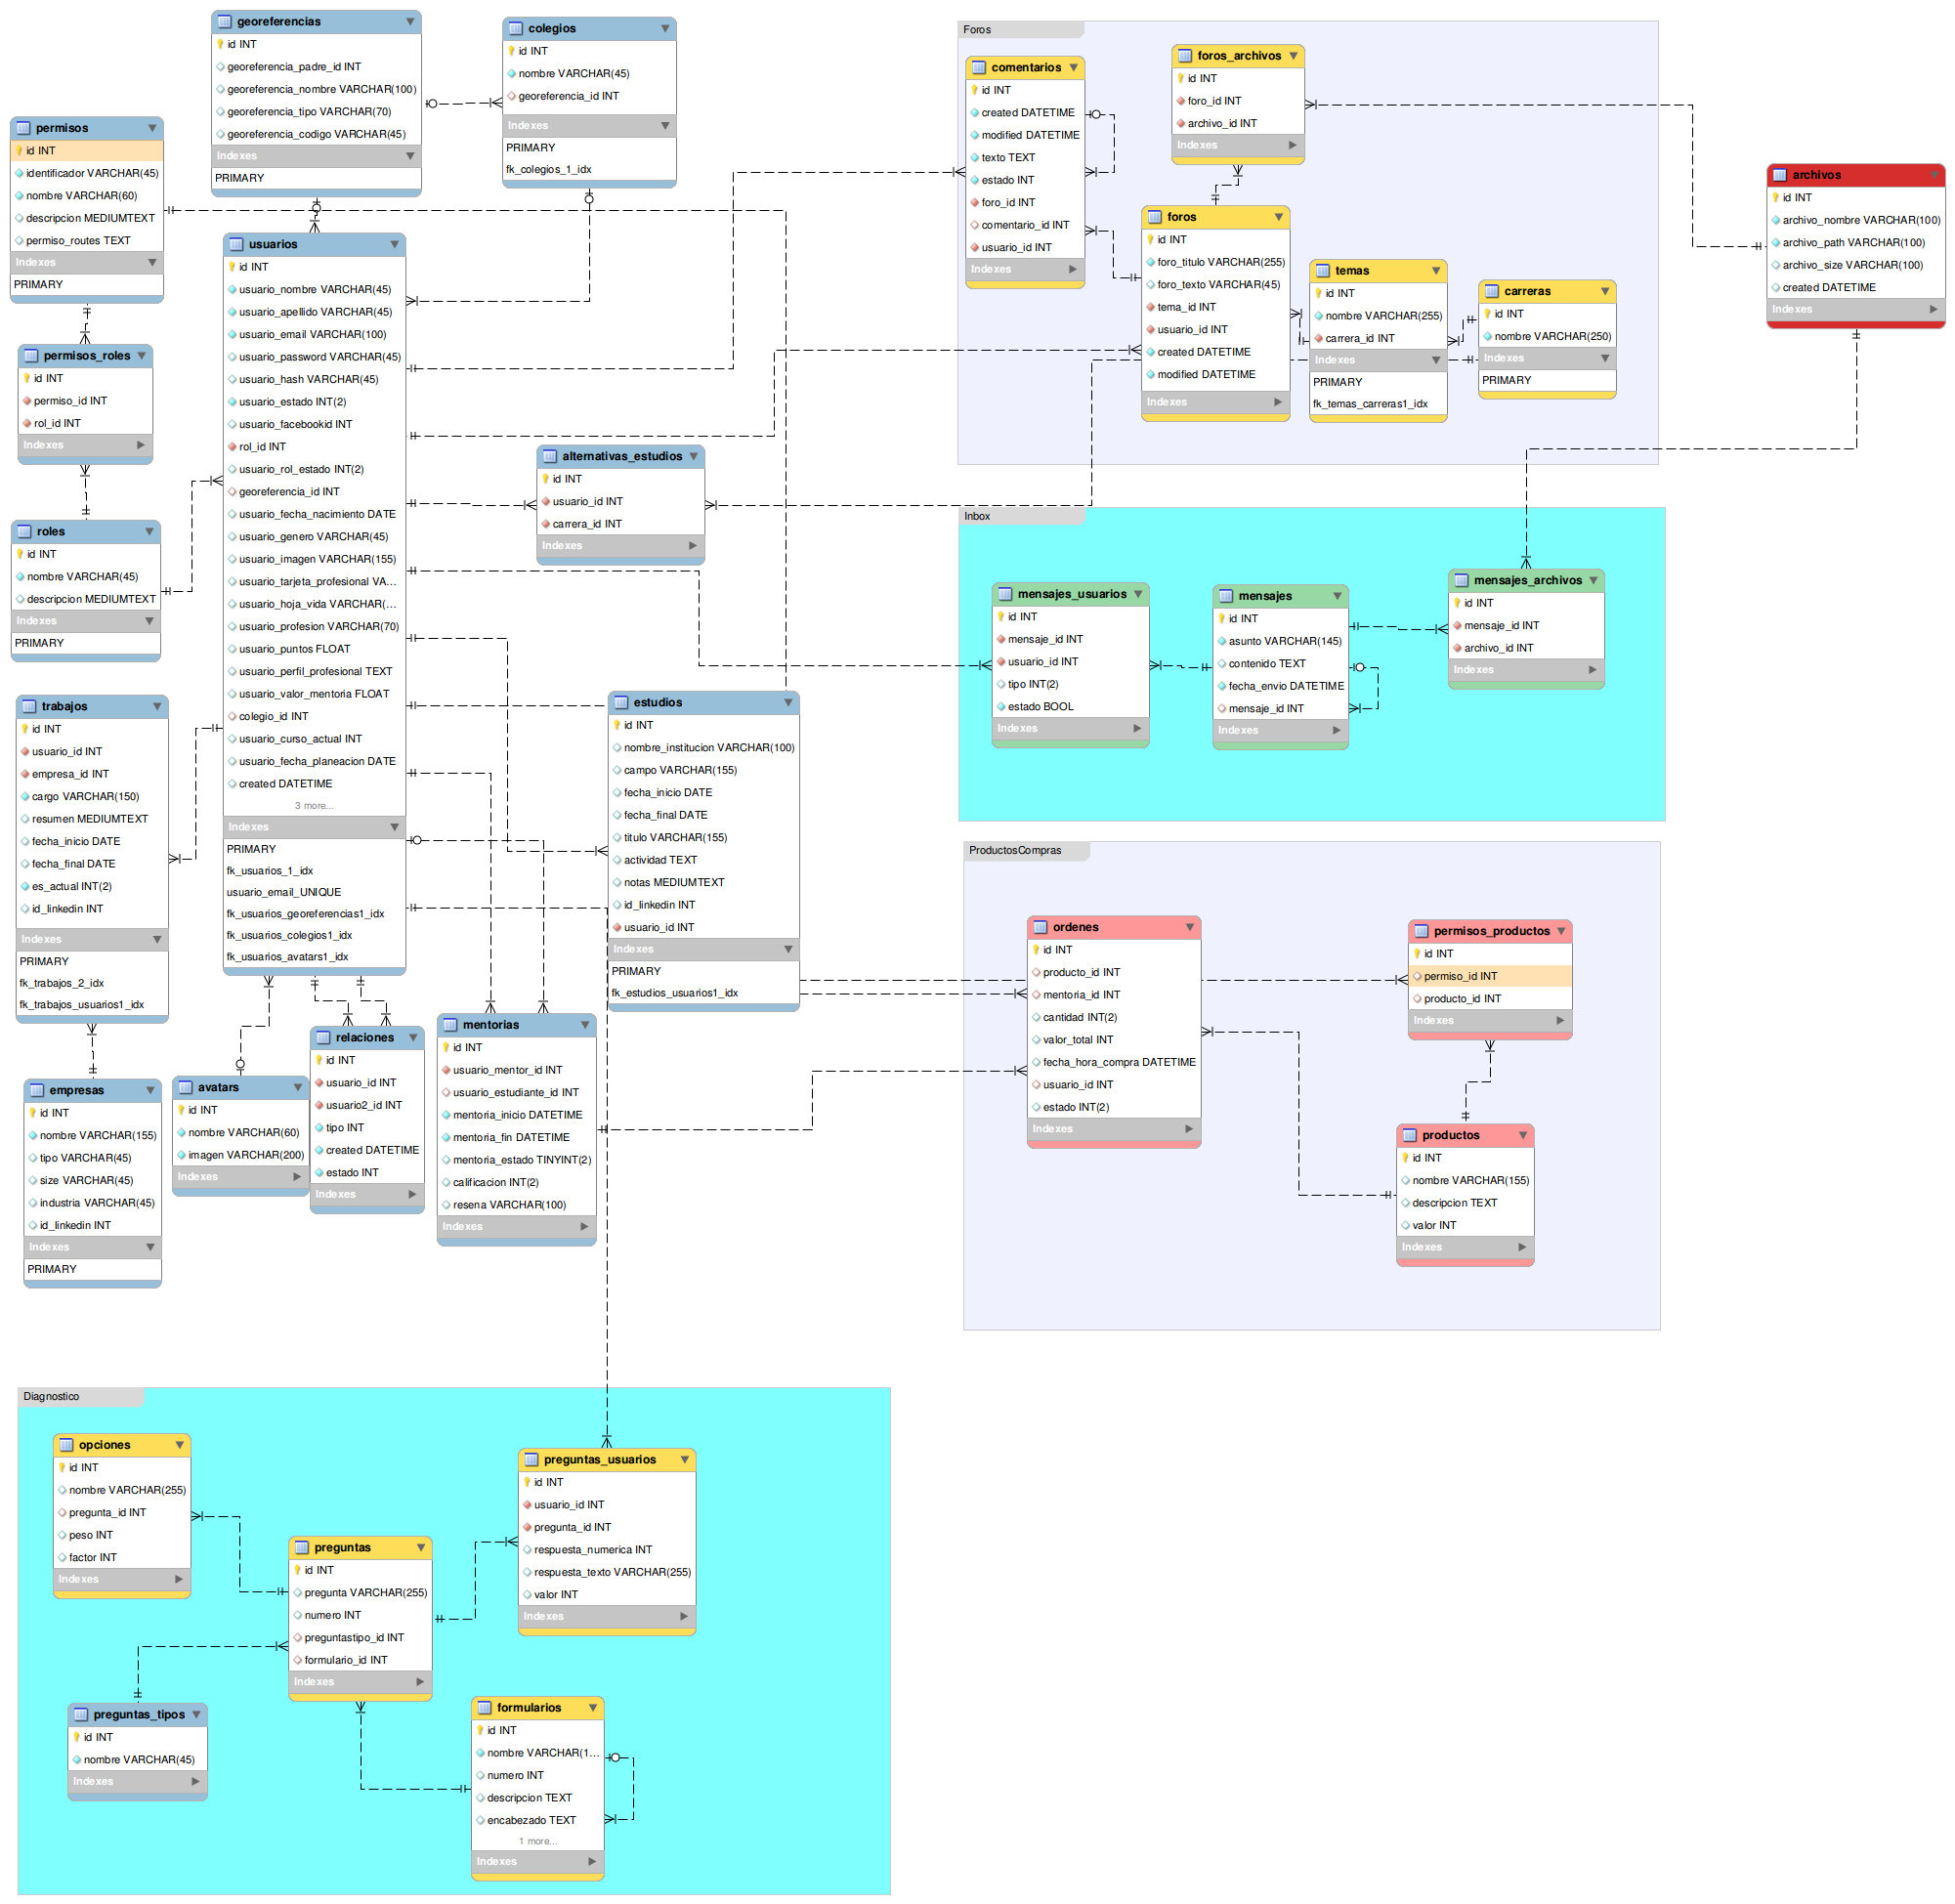 georeferencias
id INT
georeferencia_padre_id INT
georeferencia_nombre VARCHAR(100)
georeferencia_tipo VARCHAR(70)
georeferencia_codigo VARCHAR(45)
Indexes
PRIMARY
colegios
id INT
nombre VARCHAR(45)
georeferencia_id INT
Indexes
PRIMARY
fk_colegios_1_idx
permisos
id INT
identificador VARCHAR(45)
nombre VARCHAR(60)
descripcion MEDIUMTEXT
permiso_routes TEXT
Indexes
PRIMARY
permisos_roles
id INT
permiso_id INT
rol_id INT
Indexes
roles
id INT
nombre VARCHAR(45)
descripcion MEDIUMTEXT
Indexes
PRIMARY
usuarios
id INT
usuario_nombre VARCHAR(45)
usuario_apellido VARCHAR(45)
usuario_email VARCHAR(100)
usuario_password VARCHAR(45)
usuario_hash VARCHAR(45)
usuario_estado INT(2)
usuario_facebookid INT
rol_id INT
usuario_rol_estado INT(2)
georeferencia_id INT
usuario_fecha_nacimiento DATE
usuario_genero VARCHAR(45)
usuario_imagen VARCHAR(155)
usuario_tarjeta_profesional VA...
usuario_hoja_vida VARCHAR(...
usuario_profesion VARCHAR(70)
usuario_puntos FLOAT
usuario_perfil_profesional TEXT
usuario_valor_mentoria FLOAT
colegio_id INT
usuario_curso_actual INT
usuario_fecha_planeacion DATE
created DATETIME
3 more...
Indexes
PRIMARY
fk_usuarios_1_idx
usuario_email_UNIQUE
fk_usuarios_georeferencias1_idx
fk_usuarios_colegios1_idx
fk_usuarios_avatars1_idx
alternativas_estudios
id INT
usuario_id INT
carrera_id INT
Indexes
trabajos
id INT
usuario_id INT
empresa_id INT
cargo VARCHAR(150)
resumen MEDIUMTEXT
fecha_inicio DATE
fecha_final DATE
es_actual INT(2)
id_linkedin INT
Indexes
PRIMARY
fk_trabajos_2_idx
fk_trabajos_usuarios1_idx
estudios
id INT
nombre_institucion VARCHAR(100)
campo VARCHAR(155)
fecha_inicio DATE
fecha_final DATE
titulo VARCHAR(155)
actividad TEXT
notas MEDIUMTEXT
id_linkedin INT
usuario_id INT
Indexes
PRIMARY
fk_estudios_usuarios1_idx
empresas
id INT
nombre VARCHAR(155)
tipo VARCHAR(45)
size VARCHAR(45)
industria VARCHAR(45)
id_linkedin INT
Indexes
PRIMARY
avatars
id INT
nombre VARCHAR(60)
imagen VARCHAR(200)
Indexes
relaciones
id INT
usuario_id INT
usuario2_id INT
tipo INT
created DATETIME
estado INT
Indexes
mentorias
id INT
usuario_mentor_id INT
usuario_estudiante_id INT
mentoria_inicio DATETIME
mentoria_fin DATETIME
mentoria_estado TINYINT(2)
calificacion INT(2)
resena VARCHAR(100)
Indexes
Foros
comentarios
id INT
created DATETIME
modified DATETIME
texto TEXT
estado INT
foro_id INT
comentario_id INT
usuario_id INT
Indexes
foros_archivos
id INT
foro_id INT
archivo_id INT
Indexes
foros
id INT
foro_titulo VARCHAR(255)
foro_texto VARCHAR(45)
tema_id INT
usuario_id INT
created DATETIME
modified DATETIME
Indexes
temas
id INT
nombre VARCHAR(255)
carrera_id INT
Indexes
PRIMARY
fk_temas_carreras1_idx
carreras
id INT
nombre VARCHAR(250)
Indexes
PRIMARY
archivos
id INT
archivo_nombre VARCHAR(100)
archivo_path VARCHAR(100)
archivo_size VARCHAR(100)
created DATETIME
Indexes
Inbox
mensajes_usuarios
id INT
mensaje_id INT
usuario_id INT
tipo INT(2)
estado BOOL
Indexes
mensajes
id INT
asunto VARCHAR(145)
contenido TEXT
fecha_envio DATETIME
mensaje_id INT
Indexes
mensajes_archivos
id INT
mensaje_id INT
archivo_id INT
Indexes
ProductosCompras
ordenes
id INT
producto_id INT
mentoria_id INT
cantidad INT(2)
valor_total INT
fecha_hora_compra DATETIME
usuario_id INT
estado INT(2)
Indexes
permisos_productos
id INT
permiso_id INT
producto_id INT
Indexes
productos
id INT
nombre VARCHAR(155)
descripcion TEXT
valor INT
Indexes
Diagnostico
opciones
id INT
nombre VARCHAR(255)
pregunta_id INT
peso INT
factor INT
Indexes
preguntas
id INT
pregunta VARCHAR(255)
numero INT
preguntastipo_id INT
formulario_id INT
Indexes
preguntas_usuarios
id INT
usuario_id INT
pregunta_id INT
respuesta_numerica INT
respuesta_texto VARCHAR(255)
valor INT
Indexes
preguntas_tipos
id INT
nombre VARCHAR(45)
Indexes
formularios
id INT
nombre VARCHAR(1...
numero INT
descripcion TEXT
encabezado TEXT
1 more...
Indexes